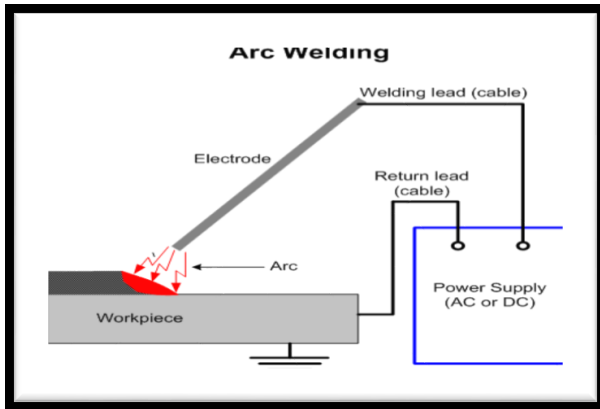 Arc Welding
Welding lead (cable)
Electrode
Return lead
(cable)
Arc
Power Supply
(AC or DC)
Workpiece